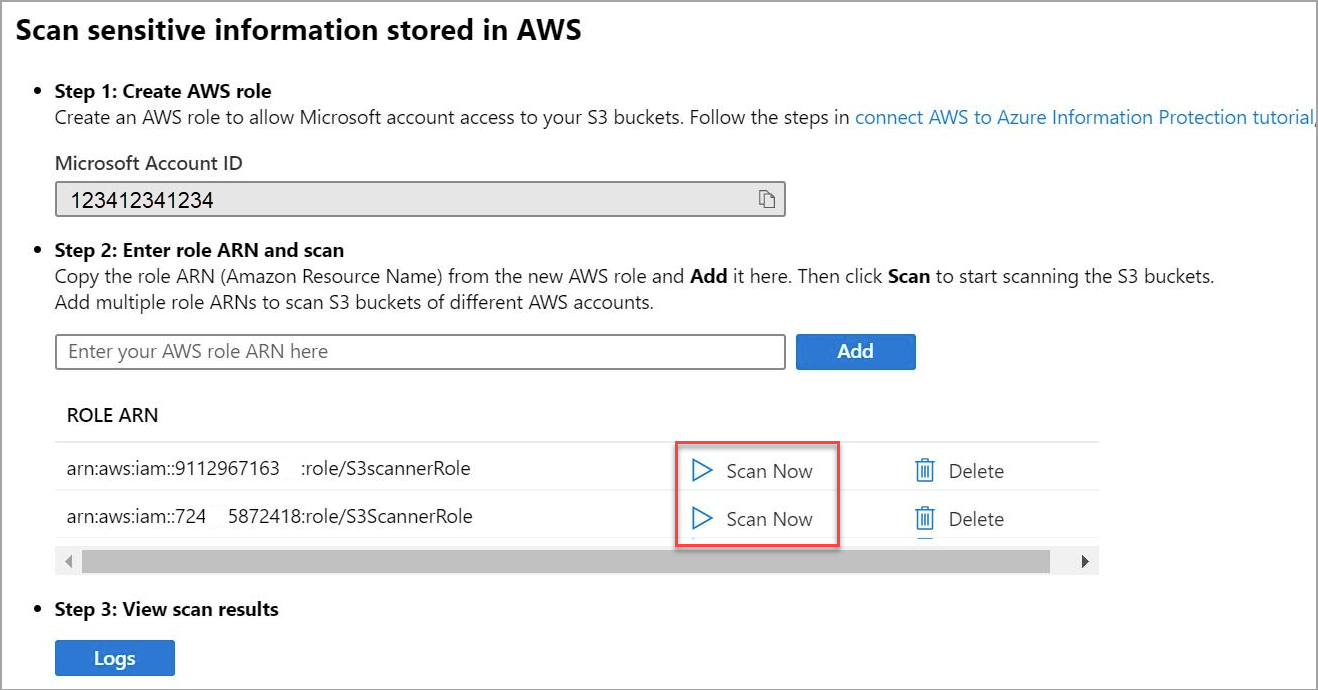 Scan sensitive information stored in AWS
• Step 1: Create AWS role
Create an AWS role to allow Microsoft account access to your S3 buckets. Follow the steps in connect AWS to Azure Information Protection tutorial,
Microsoft Account ID
123412341234
• Step 2: Enter role ARN and scan
Copy the role ARN (Amazon Resource Name) from the new AWS role and Add it here. Then click Scan to start scanning the S3 buckets.
Add multiple role ARNs to scan S3 buckets of different AWS accounts.
Enter your AWS role ARN here Add
ROLE ARN
arn:aws:iam::9112967163 :role/S3scannerRole Scan Now Delete
arn:aws:iam::724 5872418:role/S3ScannerRole Scan Now Delete
• Step 3: View scan results
Logs